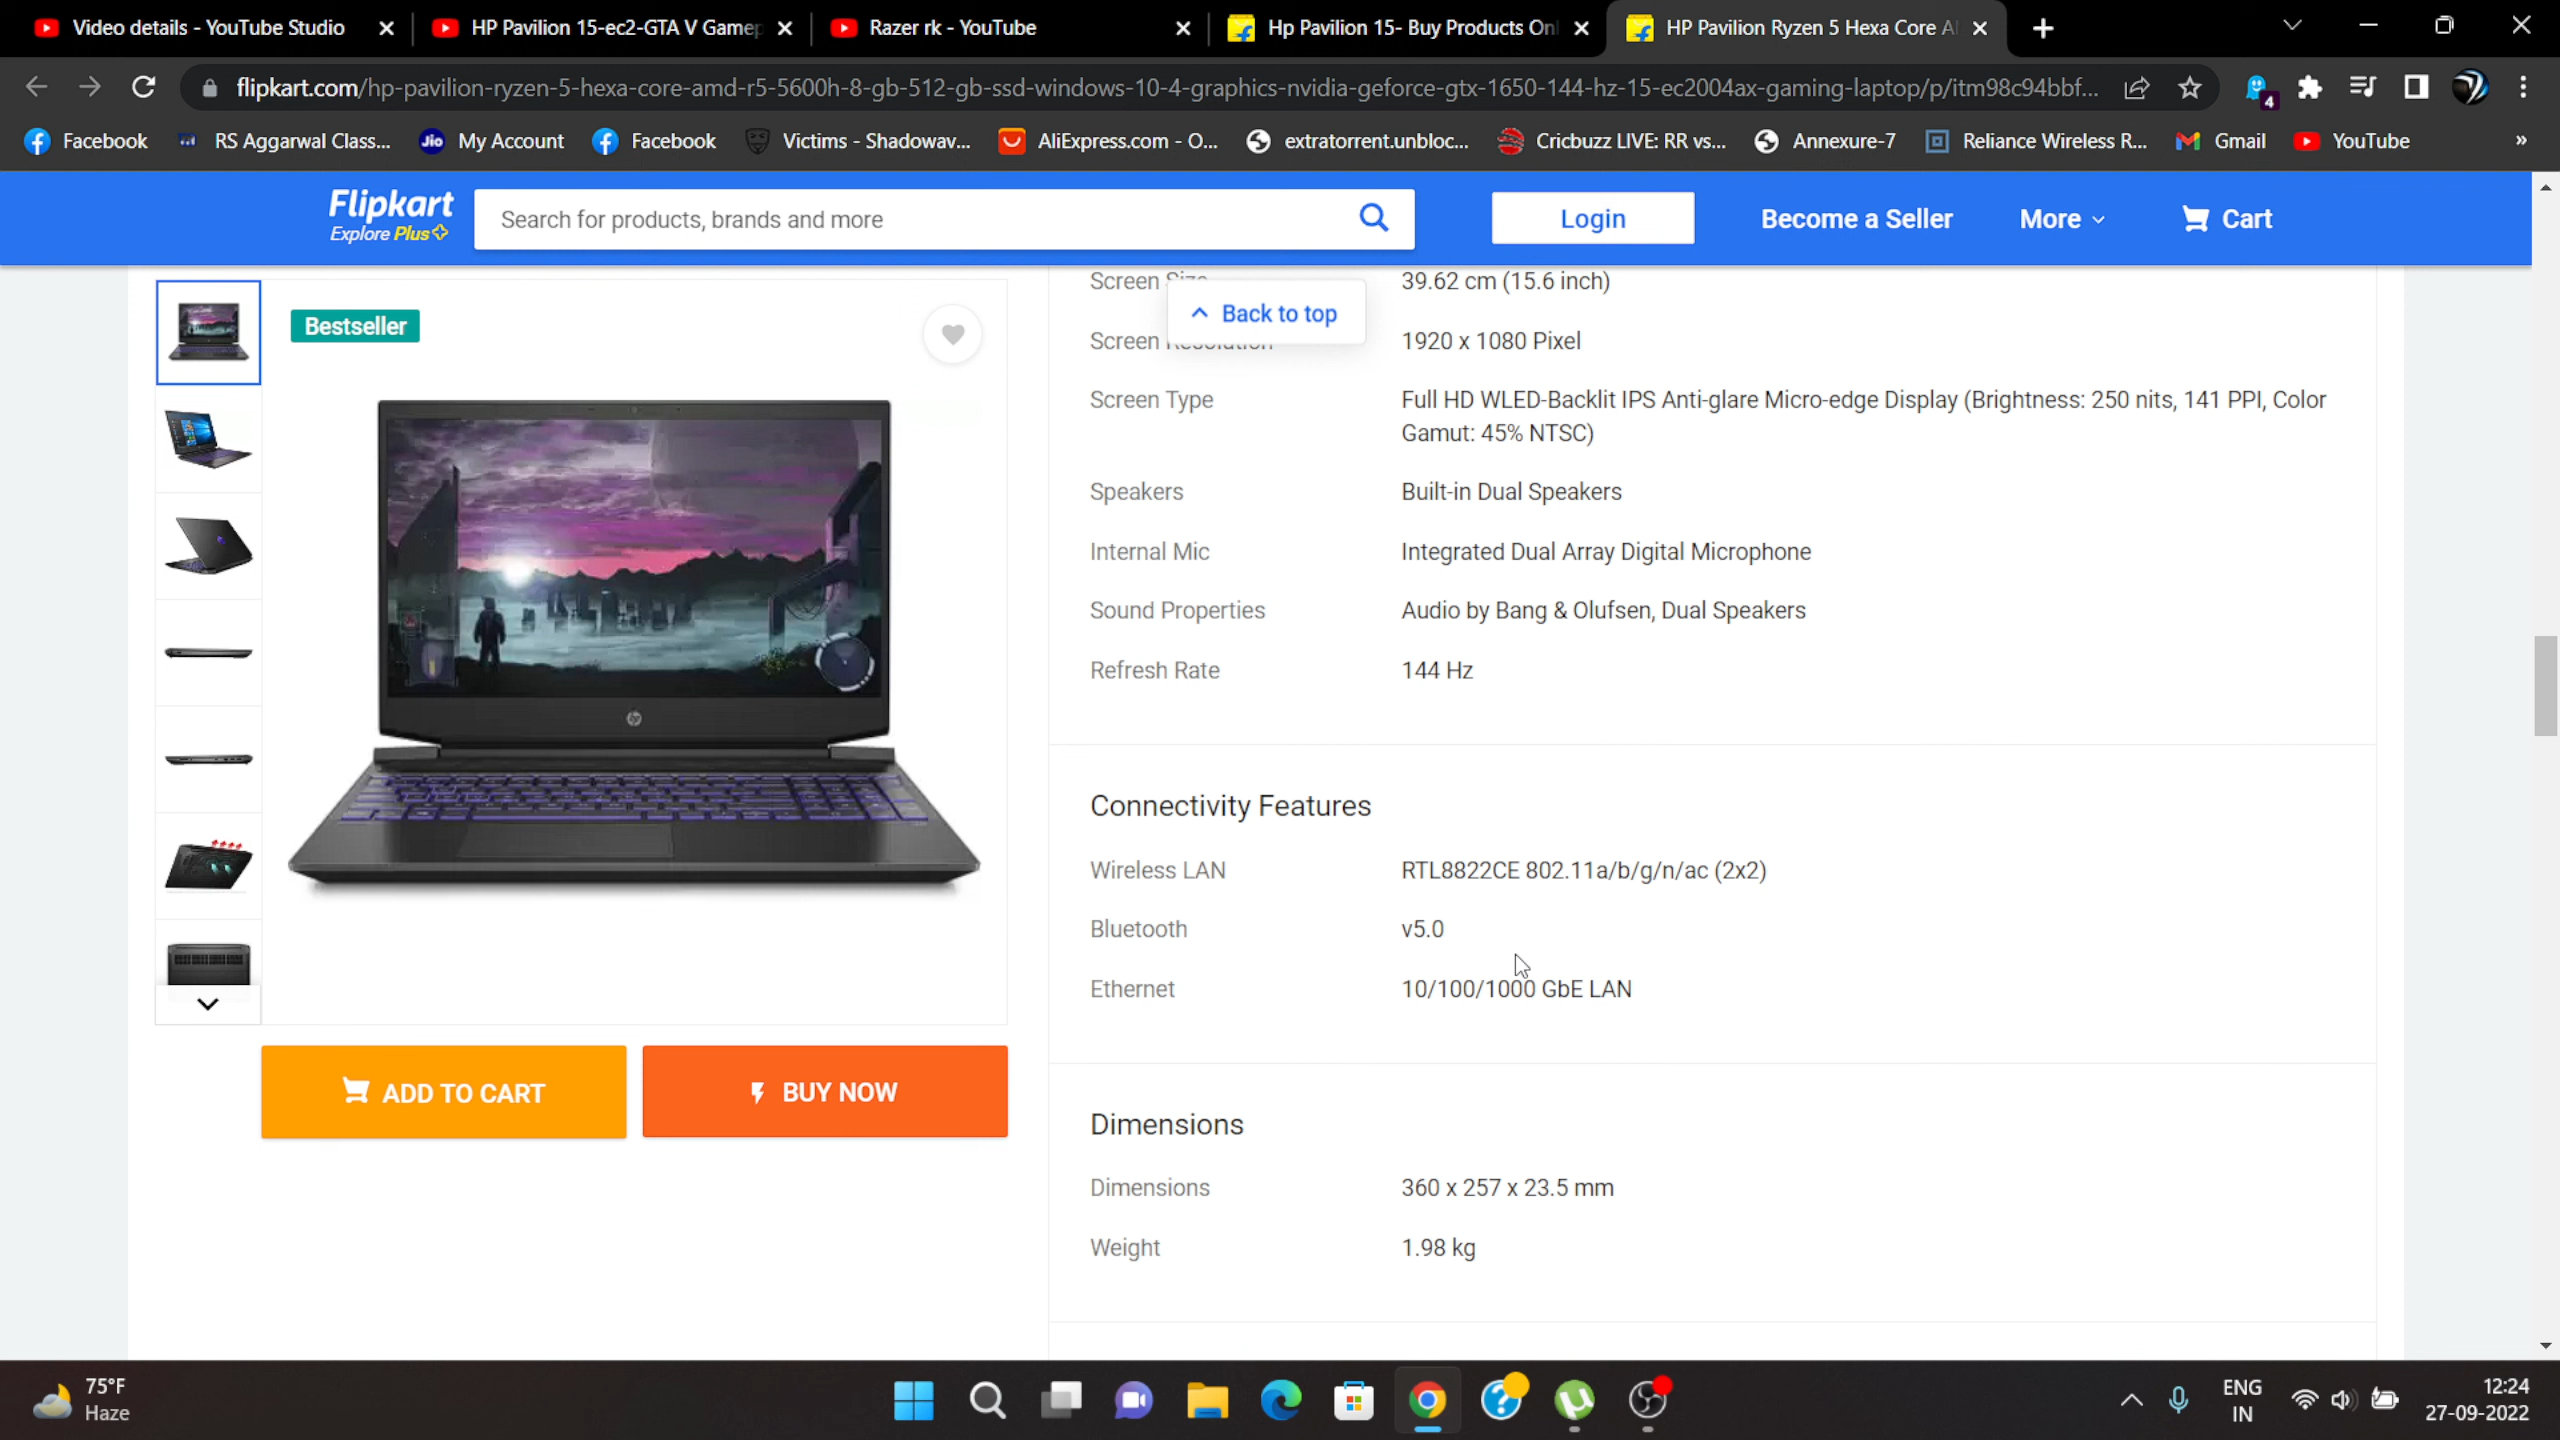 Video details - YouTube Studio
HP Pavilion 15-ec2-GTA V Gamep
Razer rk - YouTube
Hp Pavilion 15- Buy Products Onl
HP Pavilion Ryzen 5 Hexa Core A
flipkart.com/hp-pavilion-ryzen-5-hexa-core-amd-r5-5600h-8-gb-512-gb-ssd-windows-10-4-graphics-nvidia-geforce-gtx-1650-144-hz-15-ec2004ax-gaming-laptop/p/itm98c94bbf...
4
Facebook
RS Aggarwal Class...
Jio
My Account
Facebook
Victims - Shadowav...
AliExpress.com - O...
extratorrent.unbloc...
Cricbuzz LIVE: RR vs...
Annexure-7
Reliance Wireless R...
Gmail
YouTube
»
Flipkart
Explore Plus
Search for products, brands and more
Login
Become a Seller
More
Cart
Bestseller
Back to top
Screen Size 39.62 cm (15.6 inch)
Screen Resolution 1920 x 1080 Pixel
Screen Type Full HD WLED-Backlit IPS Anti-glare Micro-edge Display (Brightness: 250 nits, 141 PPI, Color
Gamut: 45% NTSC)
Speakers Built-in Dual Speakers
Internal Mic Integrated Dual Array Digital Microphone
Sound Properties Audio by Bang & Olufsen, Dual Speakers
Refresh Rate 144 Hz
hp
Connectivity Features
Wireless LAN RTL8822CE 802.11a/b/g/n/ac (2x2)
Bluetooth v5.0
Ethernet 10/100/1000 GbE LAN
ADD TO CART
BUY NOW
Dimensions
Dimensions 360 x 257 x 23.5 mm
Weight 1.98 kg
75°F
Haze
ENG
IN
12:24
27-09-2022